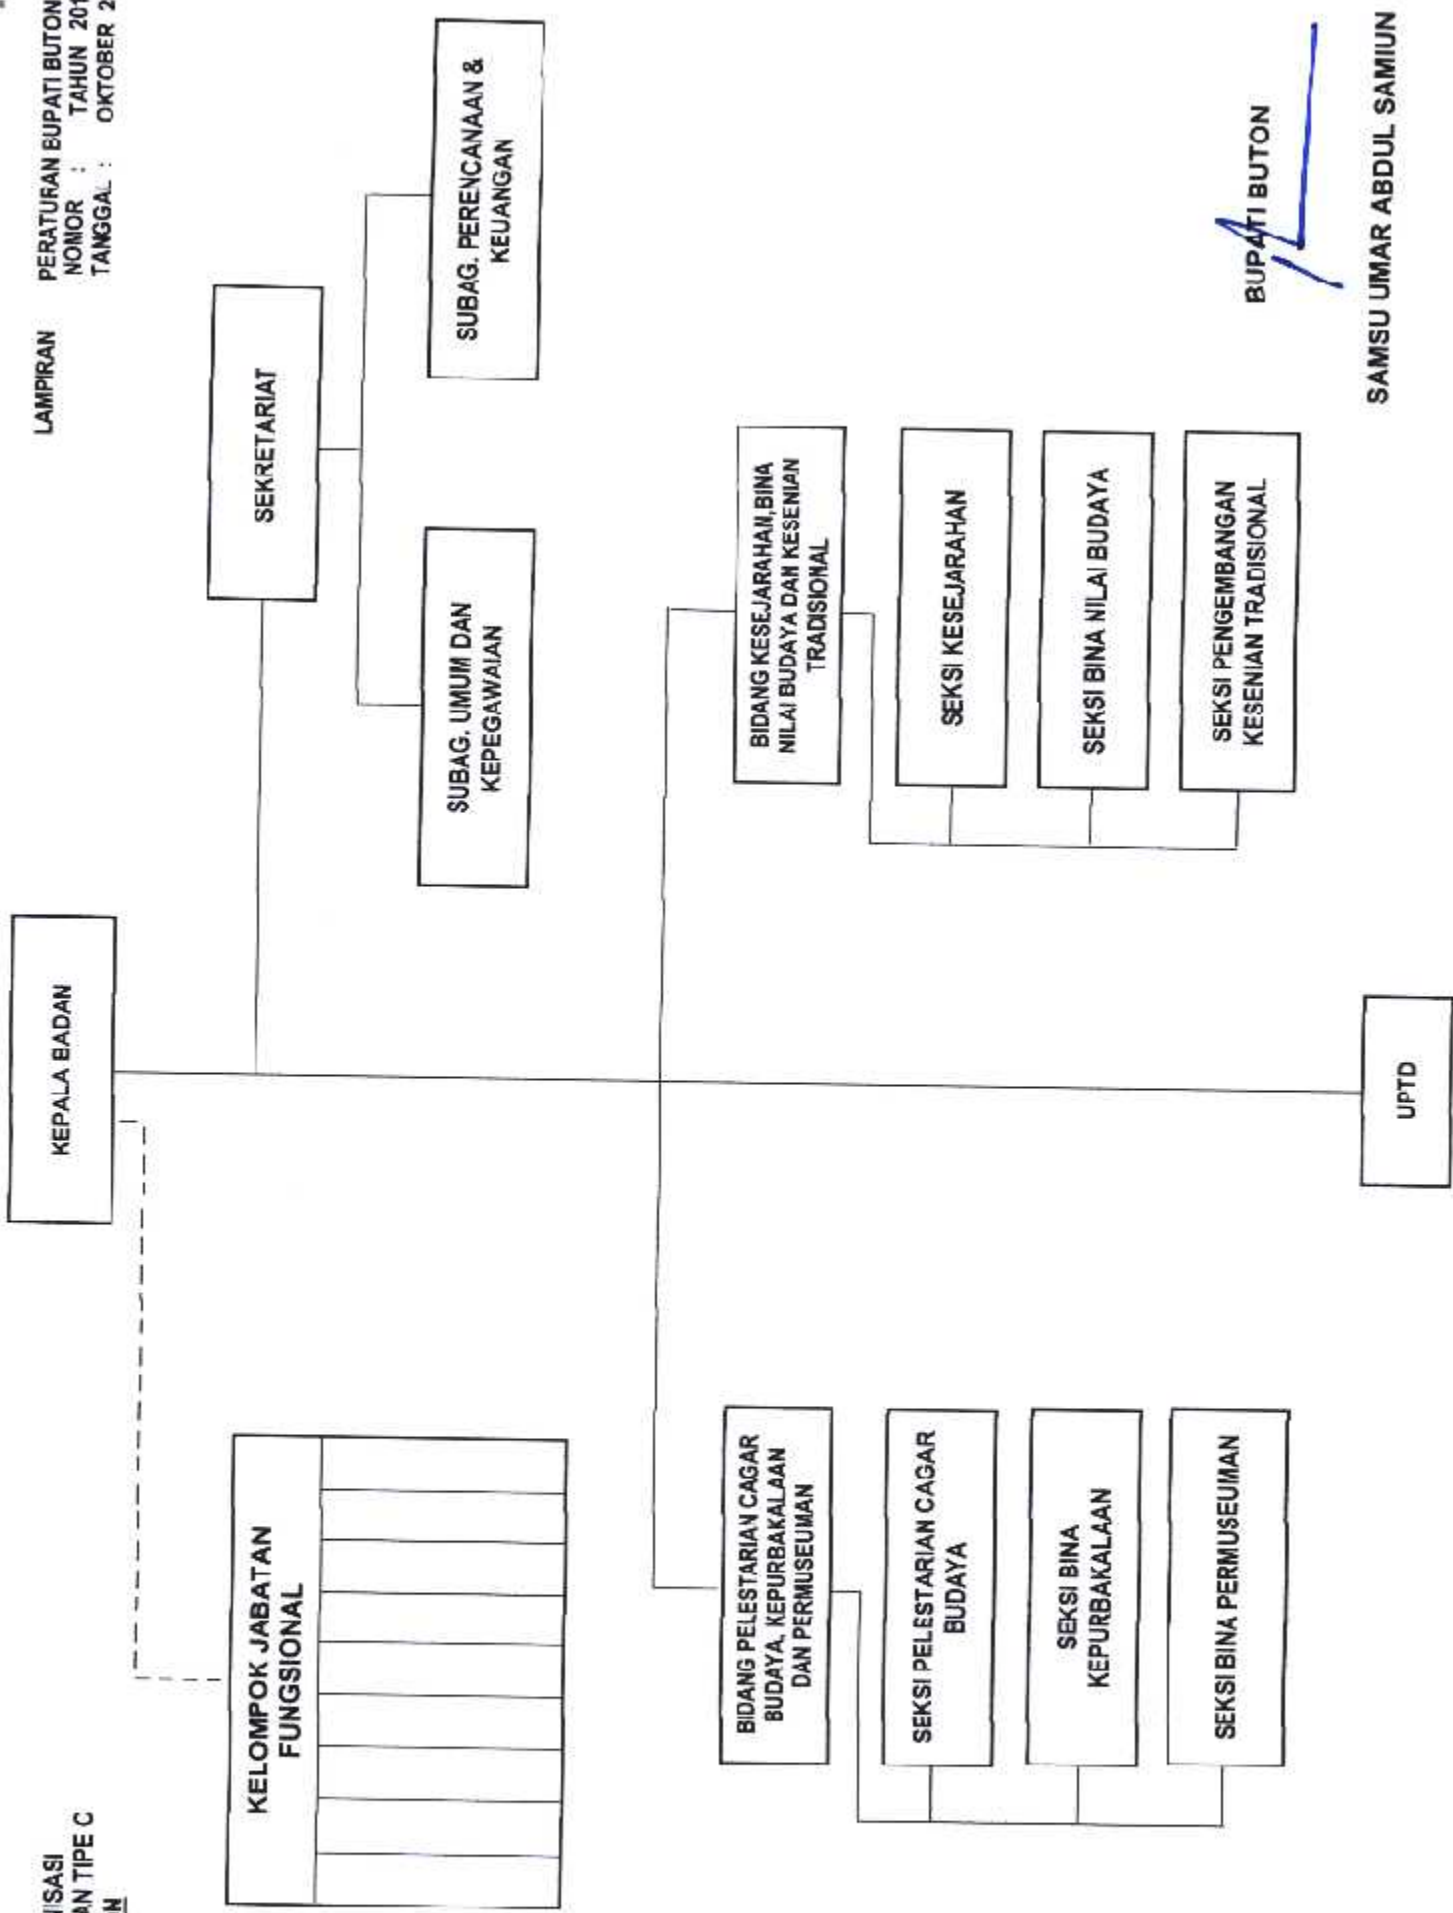 LAMPIRAN PERATURAN BUPATI BUTON
NOMOR : TAHUN 201
TANGGAL : OKTOBER 2
TIPE C
KEPALA BADAN
SEKRETARIAT
KELOMPOK JABATAN
FUNGSIONAL
SUBAG. UMUM DAN
KEPEGAWAIAN
SUBAG. PERENCANAAN &
KEUANGAN
BIDANG PELESTARIAN CAGAR
BUDAYA, KEPURBAKALAAN
DAN PERMUSEUMAN
SEKSI PELESTARIAN CAGAR
BUDAYA
SEKSI BINA
KEPURBAKALAAN
SEKSI BINA PERMUSEUMAN
BIDANG KESEJARAHAN,BINA
NILAI BUDAYA DAN KESENIAN
TRADISIONAL
SEKSI KESEJARAHAN
SEKSI BINA NILAI BUDAYA
SEKSI PENGEMBANGAN
KESENIAN TRADISIONAL
UPTD
BUPATI BUTON
SAMSU UMAR ABDUL SAMIUN